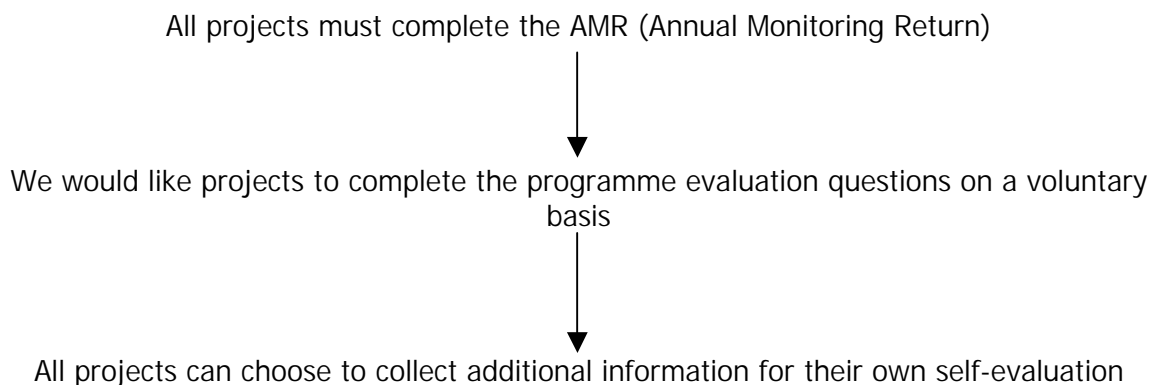 All projects must complete the AMR (Annual Monitoring Return)
We would like projects to complete the programme evaluation questions on a voluntary
basis
All projects can choose to collect additional information for their own self-evaluation